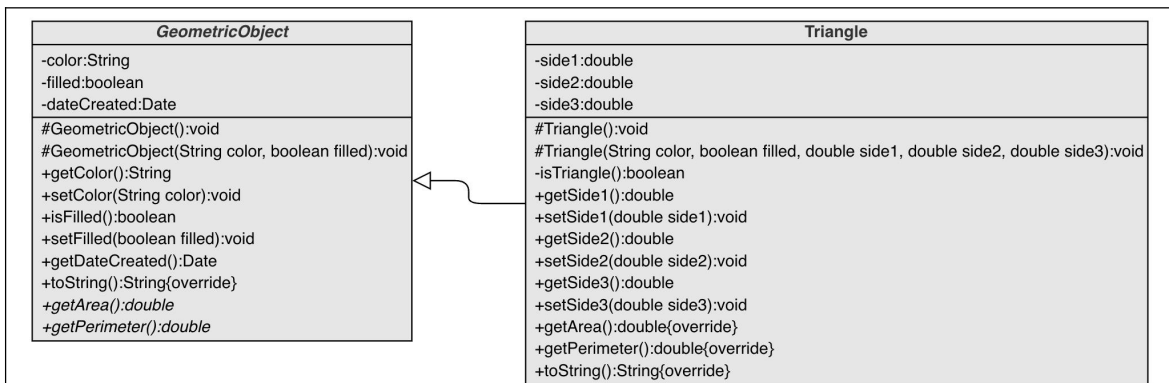 GeometricObject
-color:String
-filled:boolean
-dateCreated:Date
#GeometricObject():void
#GeometricObject(String color, boolean filled):void
+getColor():String
+setColor(String color):void
+isFilled():boolean
+setFilled(boolean filled):void
+getDateCreated():Date
+toString():String{override}
+getArea():double
+getPerimeter():double
Triangle
-side1:double
-side2:double
-side3:double
#Triangle():void
#Triangle(String color, boolean filled, double side1, double side2, double side3):void
-isTriangle():boolean
+getSide1():double
+setSide1(double side1):void
+getSide2():double
+setSide2(double side2):void
+getSide3():double
+setSide3(double side3):void
+getArea():double{override}
+getPerimeter():double{override}
+toString():String{override}